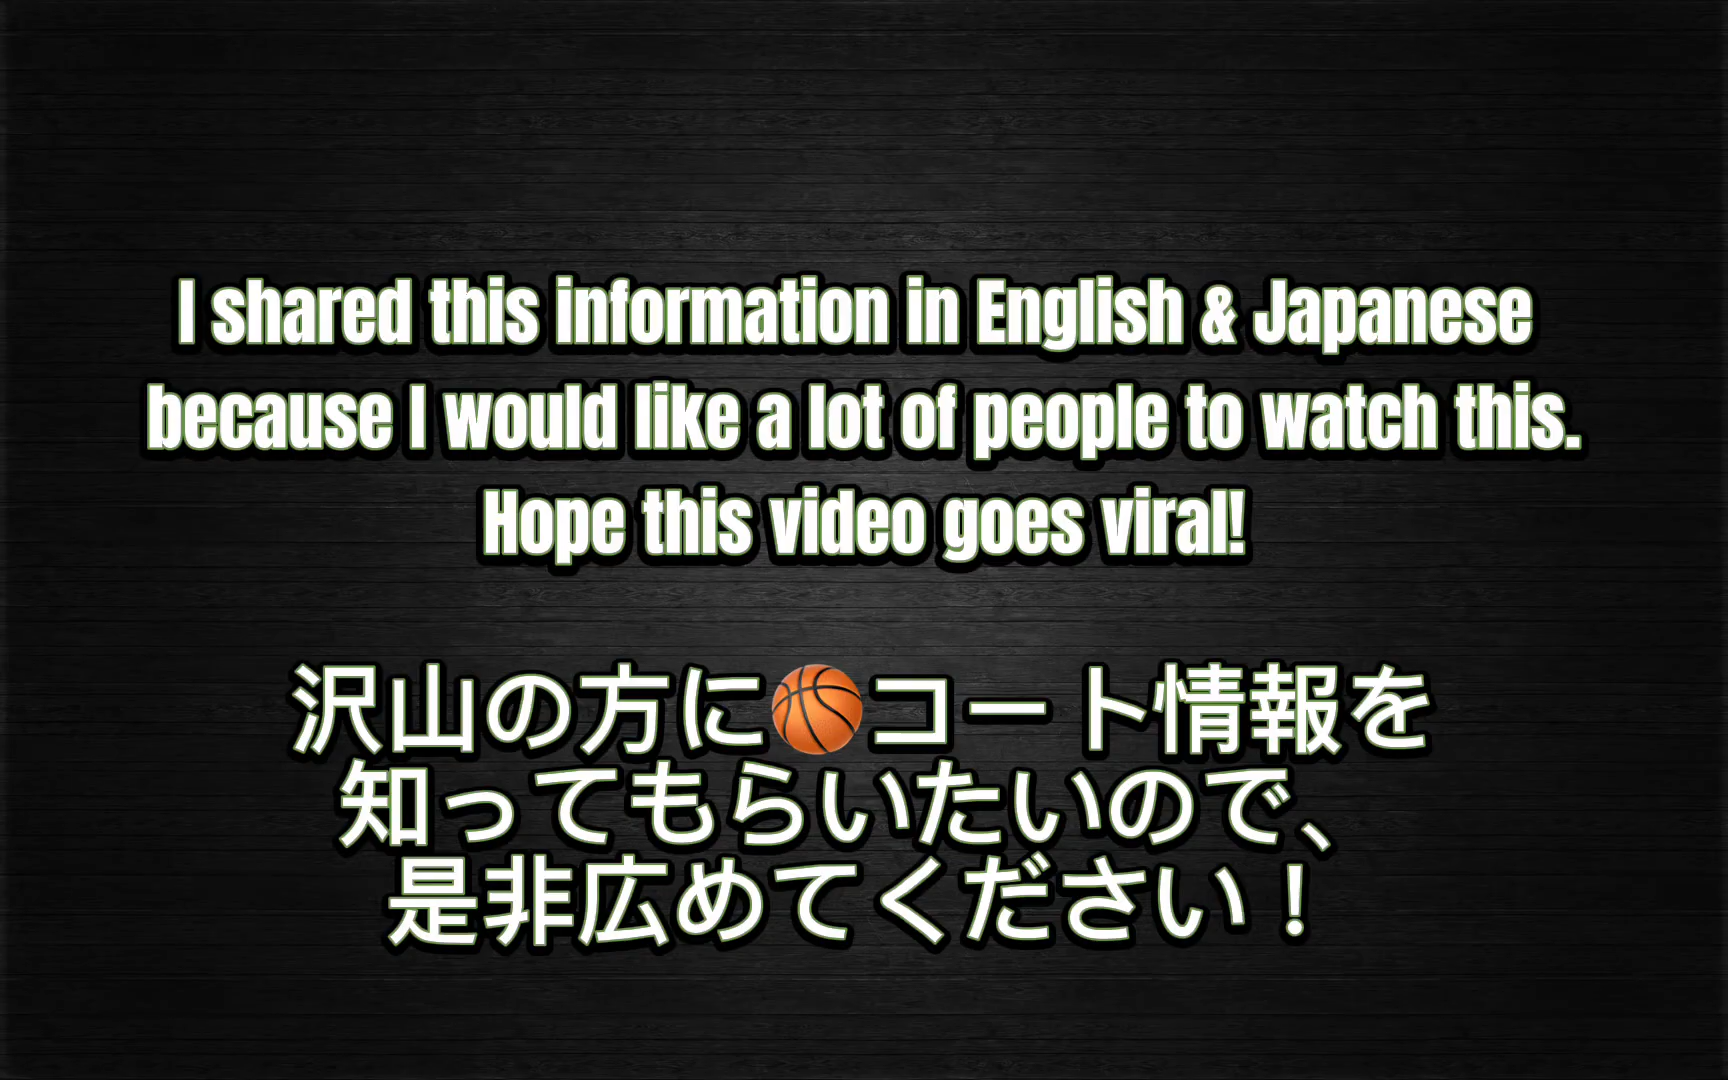 I shared this information in English & Japanese
because I would like a lot of people to watch this.
Hope this video goes viral!
沢山の方に🏀コート情報を
知ってもらいたいので、
是非広めてください！